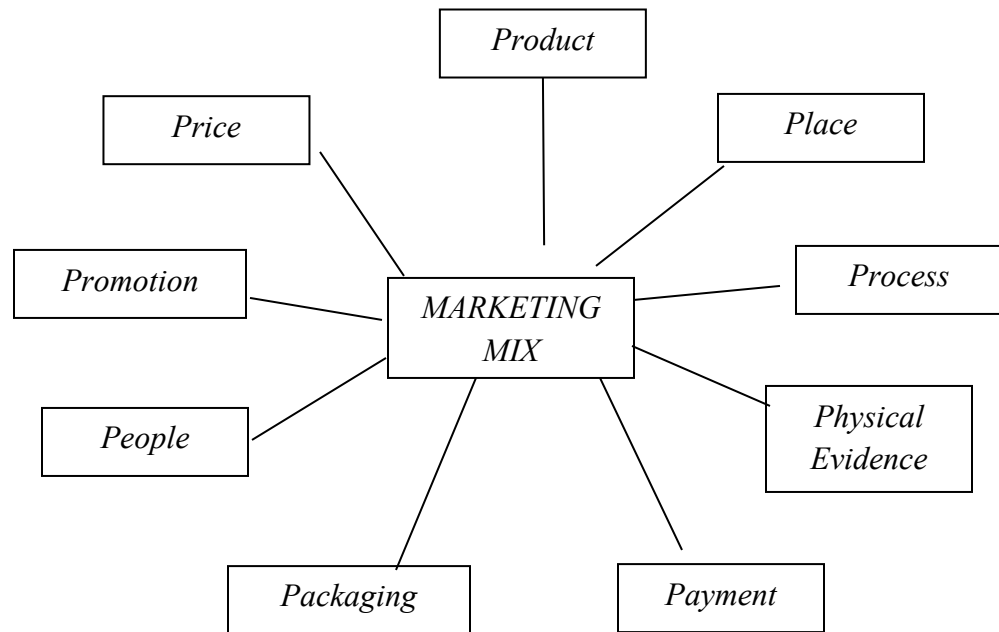 Product
Price
Place
Promotion
MARKETING
MIX
Process
People
Physical
Evidence
Packaging
Payment